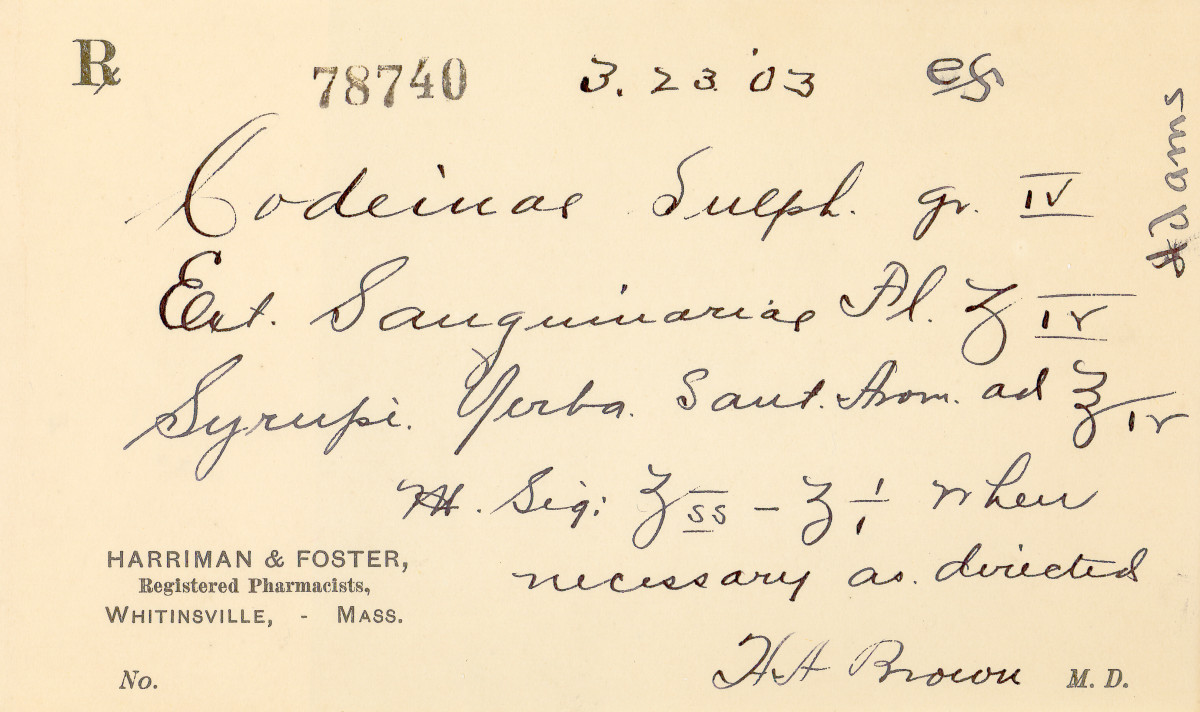 ℞ 78740 3. 23 '03
Adams
Codeinae Sulph. gr. IV
Ext. Sanguinariae Fl. ʒ IV
Syrupi. Yerba. Sant. Arom. ad ℥ IV
M. Sig: ʒ ss - ʒ i when
necessary as directed
HARRIMAN & FOSTER,
Registered Pharmacists,
WHITINSVILLE, - MASS.
HA Brown M. D.
No.